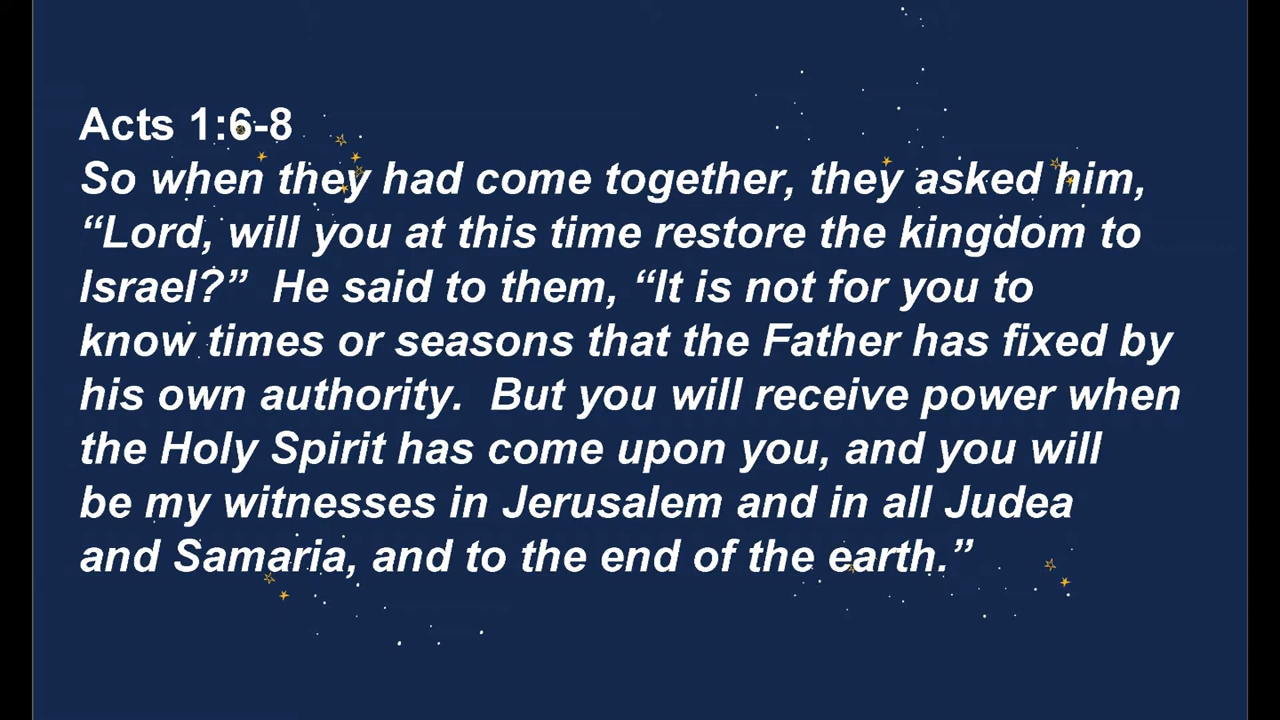 Acts 1:6-8
So when they had come together, they asked him,
“Lord, will you at this time restore the kingdom to
Israel?”  He said to them, “It is not for you to
know times or seasons that the Father has fixed by
his own authority.  But you will receive power when
the Holy Spirit has come upon you, and you will
be my witnesses in Jerusalem and in all Judea
and Samaria, and to the end of the earth.”